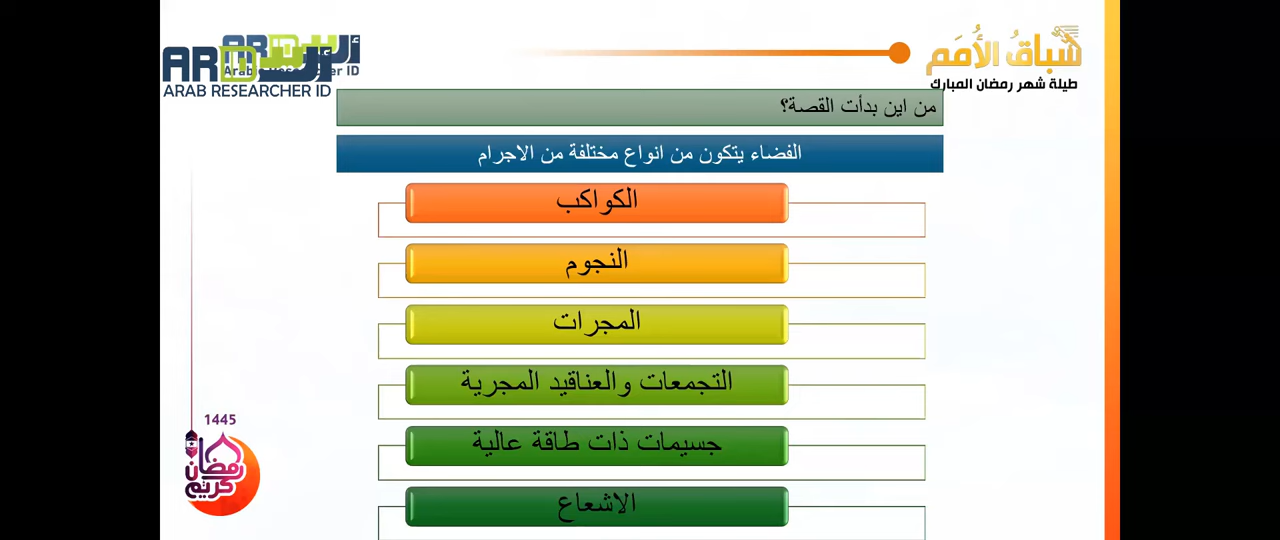 سباقُ الأُمَم
طيلة شهر رمضان المبارك
ARAB RESEARCHER ID
من اين بدأت القصة؟
الفضاء يتكون من انواع مختلفة من الاجرام
الكواكب
النجوم
المجرات
التجمعات والعناقيد المجرية
جسيمات ذات طاقة عالية
الاشعاع
1445
رمضان
كريم